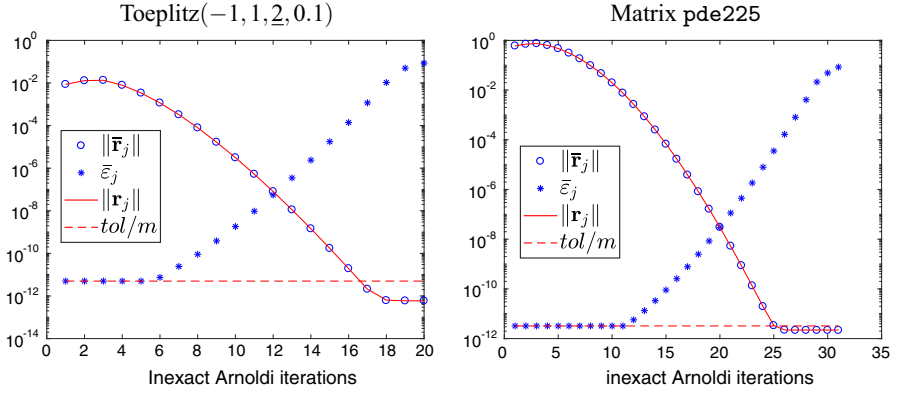 Toeplitz(−1, 1, 2, 0.1)
10^0
10^-2
10^-4
10^-6
10^-8
10^-10
10^-12
10^-14
‖r̅_j‖
ε̅_j
‖r_j‖
tol/m
0 2 4 6 8 10 12 14 16 18 20
Inexact Arnoldi iterations
Matrix pde225
10^0
10^-2
10^-4
10^-6
10^-8
10^-10
10^-12
‖r̅_j‖
ε̅_j
‖r_j‖
tol/m
0 5 10 15 20 25 30 35
inexact Arnoldi iterations